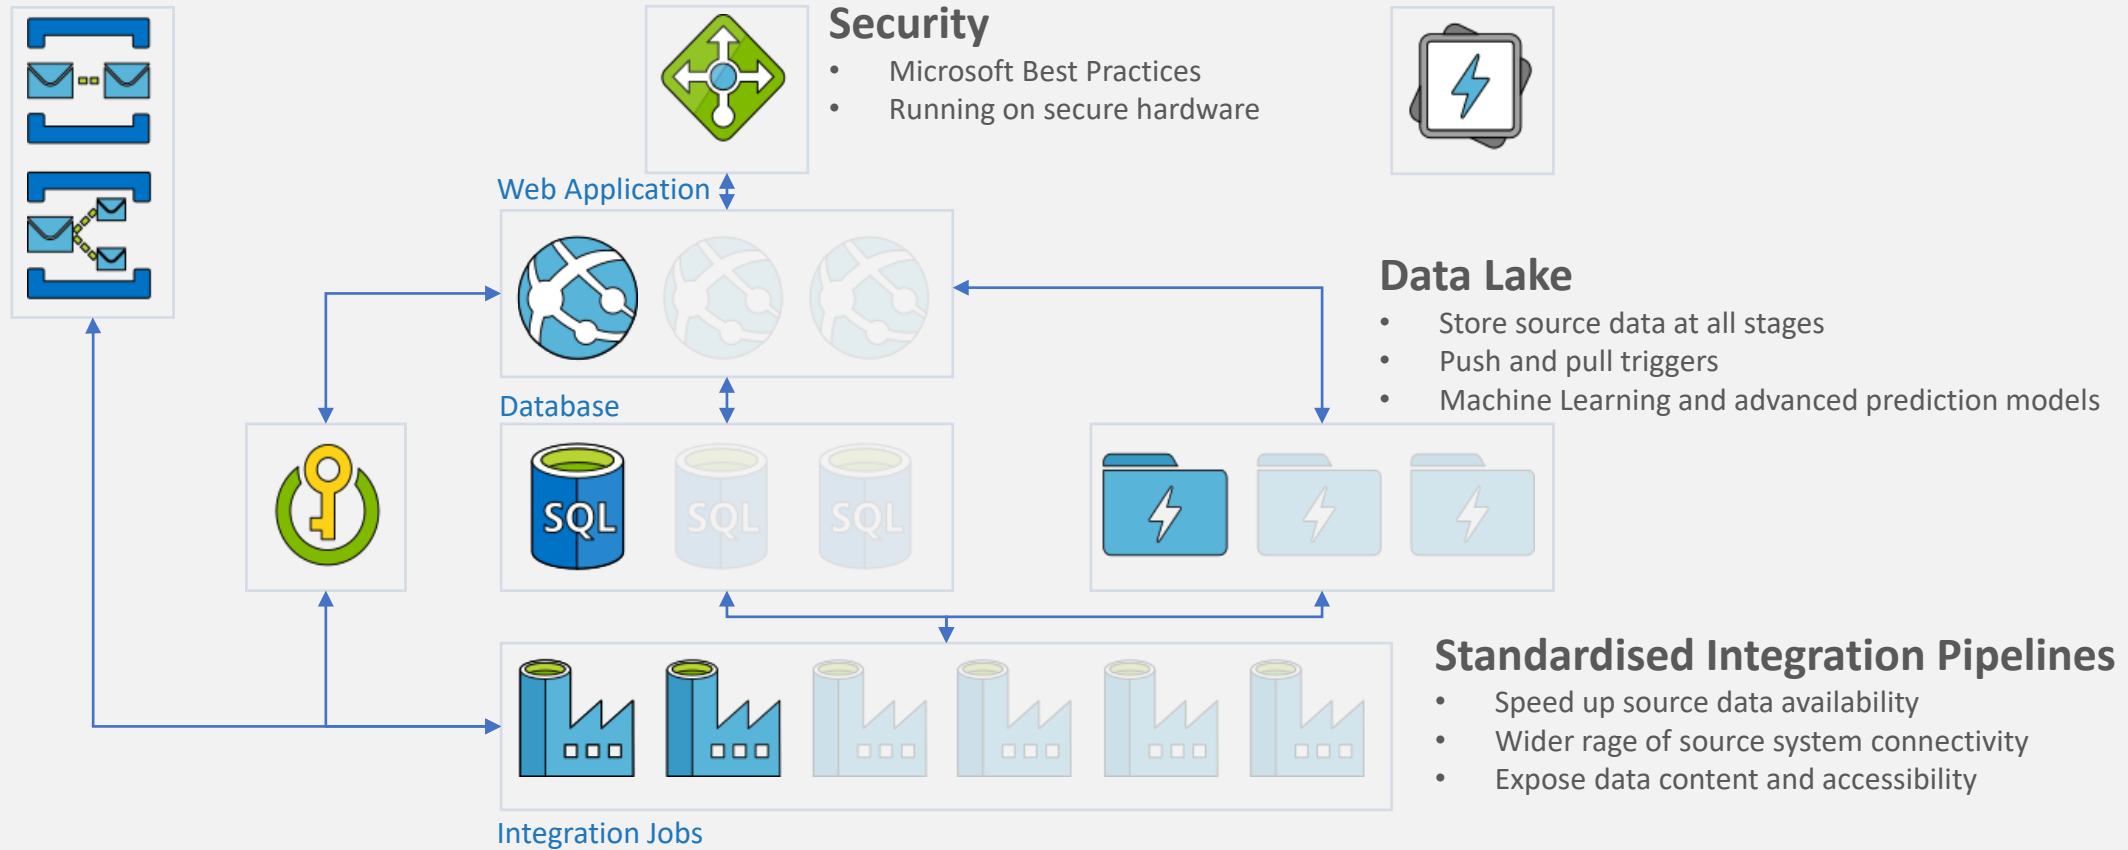 Security
• Microsoft Best Practices
• Running on secure hardware
Web Application
Data Lake
• Store source data at all stages
• Push and pull triggers
• Machine Learning and advanced prediction models
Database
SQL
SQL
SQL
Standardised Integration Pipelines
• Speed up source data availability
• Wider rage of source system connectivity
• Expose data content and accessibility
Integration Jobs